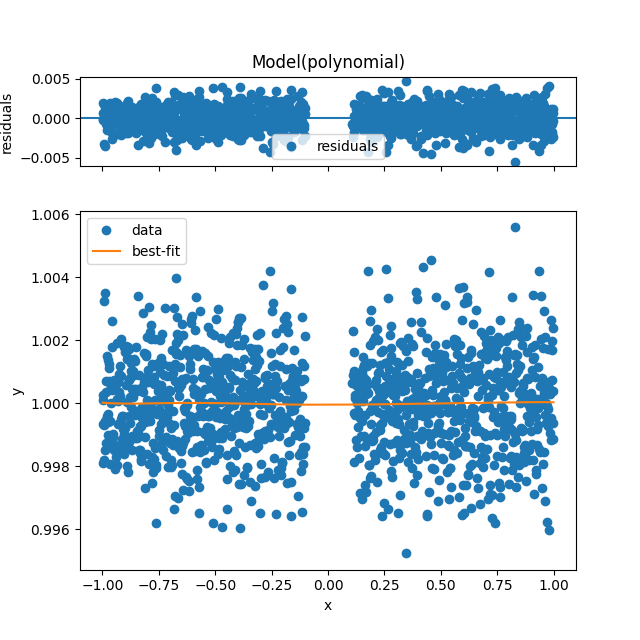 Model(polynomial)
residuals
0.005
0.000
−0.005
residuals
1.006
1.004
1.002
1.000
0.998
0.996
y
data
best-fit
−1.00 −0.75 −0.50 −0.25 0.00 0.25 0.50 0.75 1.00
x